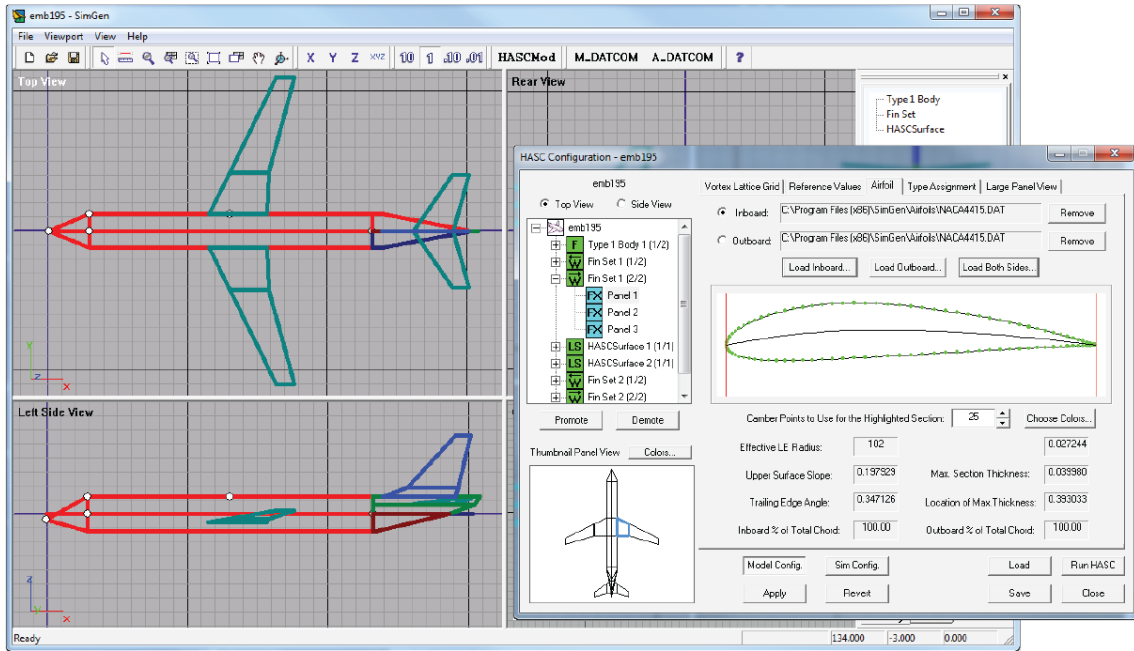 emb195 - SimGen
File Viewport View Help
X Y Z XYZ 10 1 .10 .01 HASCMod M_DATCOM A_DATCOM ?
Top View
Rear View
Type 1 Body
Fin Set
HASCSurface
Y
Z X
Left Side View
Z
Y X
Ready
134.000 -3.000 0.000
HASC Configuration - emb195
emb195
Top View Side View
emb195
F Type 1 Body 1 (1/2)
W Fin Set 1 (1/2)
W Fin Set 1 (2/2)
FX Panel 1
FX Panel 2
FX Panel 3
LS HASCSurface 1 (1/1)
LS HASCSurface 2 (1/1)
W Fin Set 2 (1/2)
W Fin Set 2 (2/2)
Promote Demote
Thumbnail Panel View Colors...
Vortex Lattice Grid Reference Values Airfoil Type Assignment Large Panel View
Inboard: C:\Program Files (x86)\SimGen\Airfoils\NACA4415.DAT Remove
Outboard: C:\Program Files (x86)\SimGen\Airfoils\NACA4415.DAT Remove
Load Inboard... Load Outboard... Load Both Sides...
Camber Points to Use for the Highlighted Section: 25 Choose Colors...
Effective LE Radius: 102 0.027244
Upper Surface Slope: 0.197929 Max. Section Thickness: 0.039980
Trailing Edge Angle: 0.347126 Location of Max Thickness: 0.393033
Inboard % of Total Chord: 100.00 Outboard % of Total Chord: 100.00
Model Config. Sim Config. Load Run HASC
Apply Revert Save Close